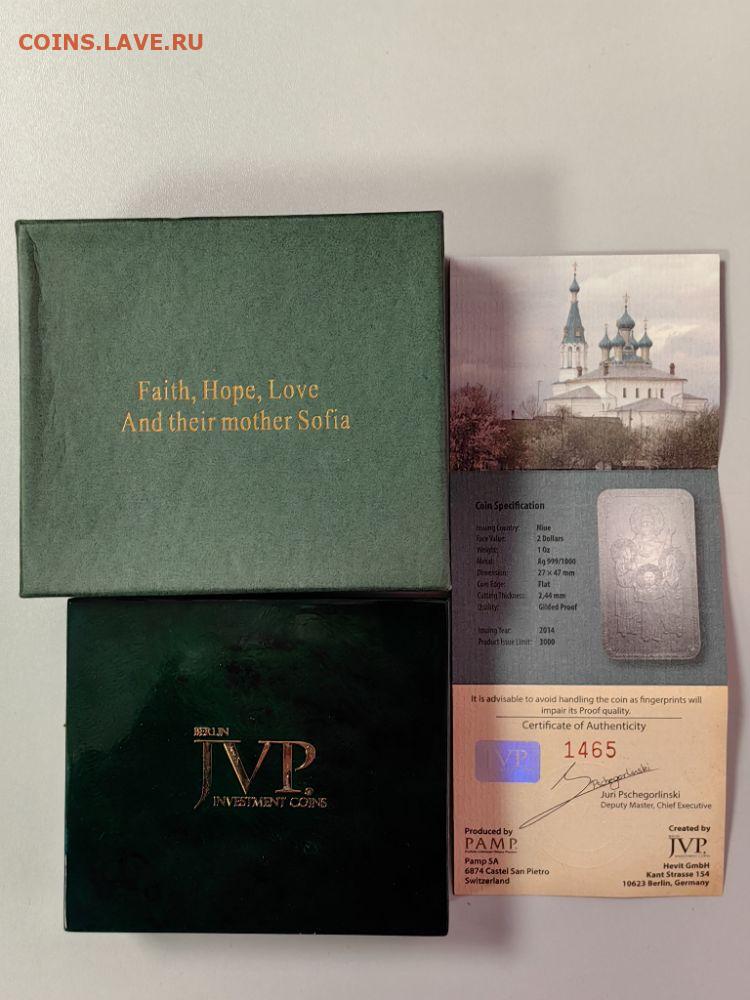 COINS.LAVE.RU
Faith, Hope, Love
And their mother Sofia
BERLIN
JVP.
INVESTMENT COINS
Coin Specification
Issuing Country: Niue
Face Value: 2 Dollars
Weight: 1 Oz
Metal: Ag 999/1000
Dimension: 27 × 47 mm
Coin Edge: Flat
Cutting Thickness: 2,44 mm
Quality: Gilded Proof
Issuing Year: 2014
Product Issue Limit: 3000
It is advisable to avoid handling the coin as fingerprints will
impair its Proof quality.
Certificate of Authenticity
JVP
1465
Pschegorlinski
Juri Pschegorlinski
Deputy Master, Chief Executive
Produced by
PAMP
Pamp SA
6874 Castel San Pietro
Switzerland
Created by
JVP.
INVESTMENT COINS
Hevit GmbH
Kant Strasse 154
10623 Berlin, Germany